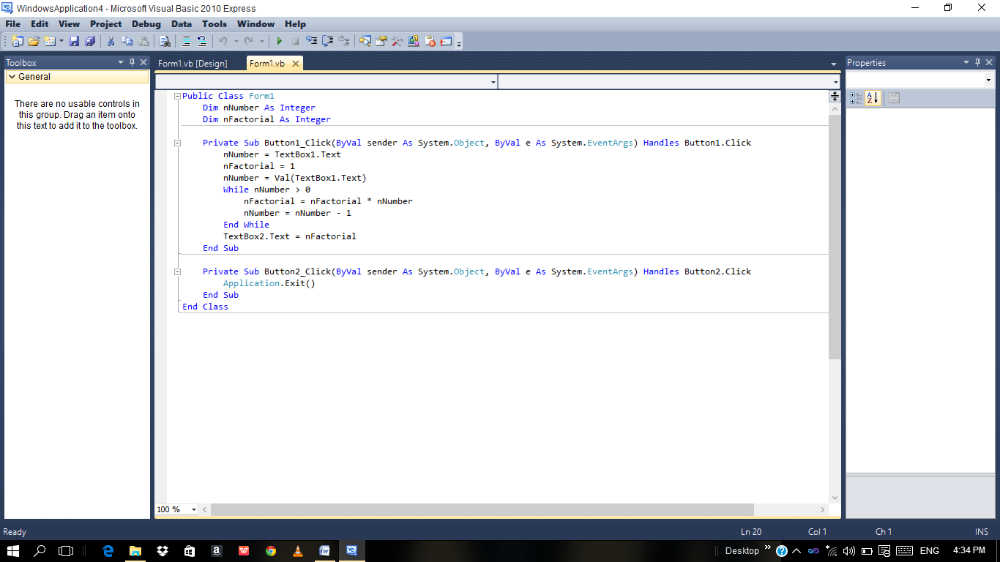 WindowsApplication4 - Microsoft Visual Basic 2010 Express
File Edit View Project Debug Data Tools Window Help
Toolbox
General
There are no usable controls in
this group. Drag an item onto
this text to add it to the toolbox.
Form1.vb [Design] Form1.vb
Public Class Form1
Dim nNumber As Integer
Dim nFactorial As Integer
Private Sub Button1_Click(ByVal sender As System.Object, ByVal e As System.EventArgs) Handles Button1.Click
nNumber = TextBox1.Text
nFactorial = 1
nNumber = Val(TextBox1.Text)
While nNumber > 0
nFactorial = nFactorial * nNumber
nNumber = nNumber - 1
End While
TextBox2.Text = nFactorial
End Sub
Private Sub Button2_Click(ByVal sender As System.Object, ByVal e As System.EventArgs) Handles Button2.Click
Application.Exit()
End Sub
End Class
100 %
Properties
Ready Ln 20 Col 1 Ch 1 INS
Desktop ENG 4:34 PM